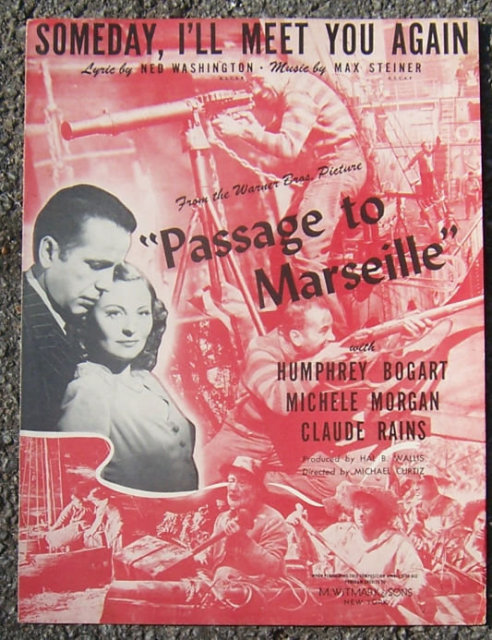 SOMEDAY, I'LL MEET YOU AGAIN
Lyric by NED WASHINGTON · Music by MAX STEINER
A.S.C.A.P. A.S.C.A.P.
From the Warner Bros. Picture
"Passage to
Marseille"
with
HUMPHREY BOGART
MICHELE MORGAN
CLAUDE RAINS
Produced by HAL B. WALLIS
Directed by MICHAEL CURTIZ
M. WITMARK & SONS
NEW YORK